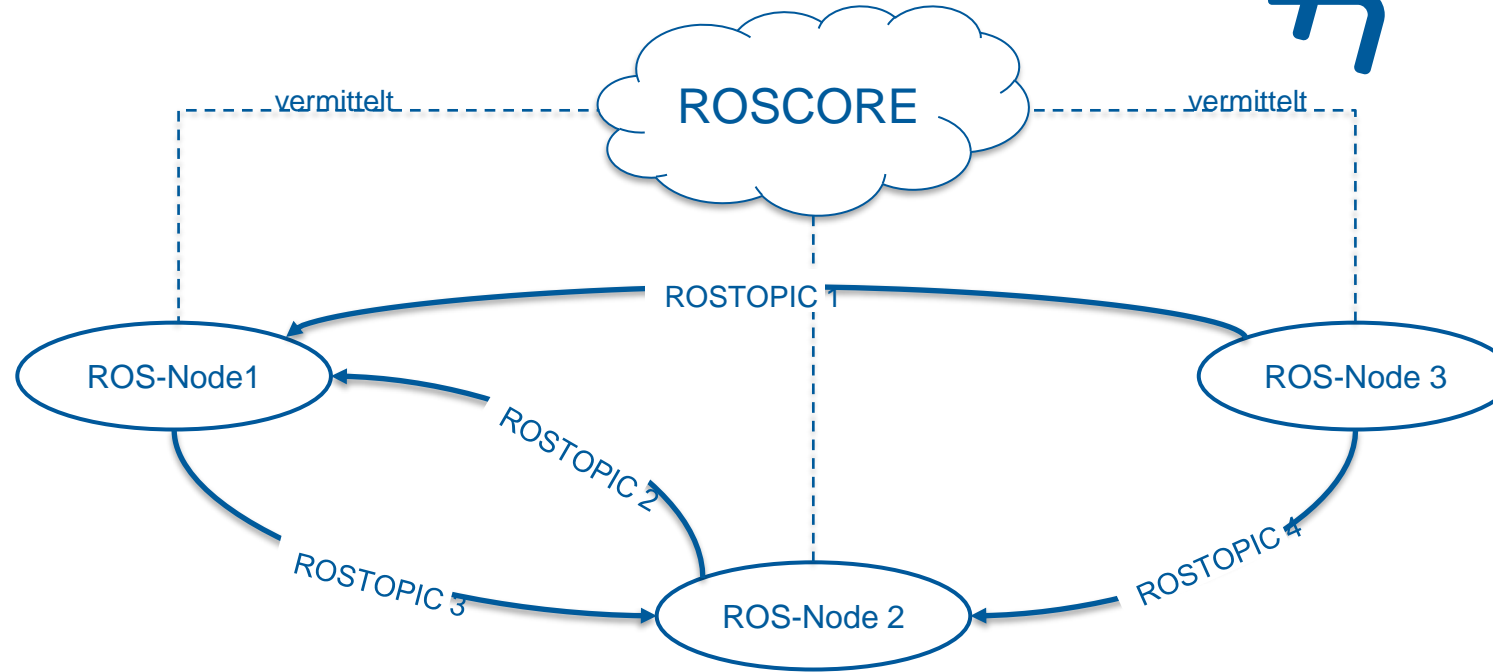 ROSCORE
vermittelt
vermittelt
ROSTOPIC 1
ROS-Node1
ROS-Node 3
ROSTOPIC 2
ROSTOPIC 3
ROSTOPIC 4
ROS-Node 2